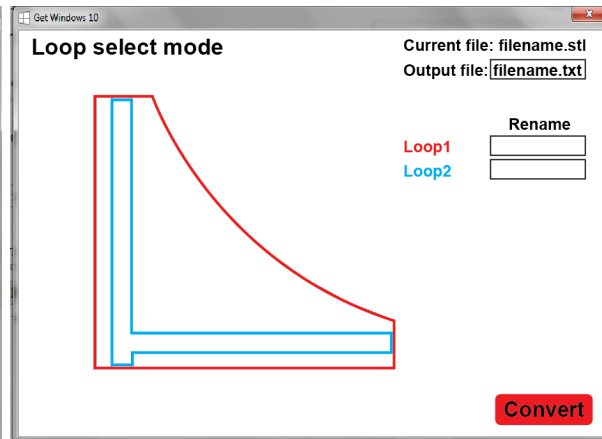 Get Windows 10
Loop select mode
Current file: filename.stl
Output file: filename.txt
Rename
Loop1
Loop2
Convert